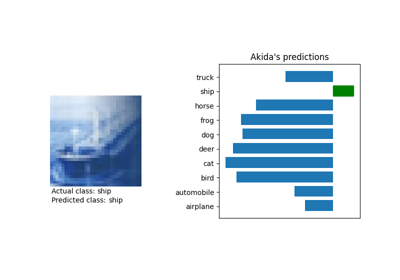 Akida's predictions
truck
ship
horse
frog
dog
deer
cat
bird
automobile
airplane
Actual class: ship
Predicted class: ship